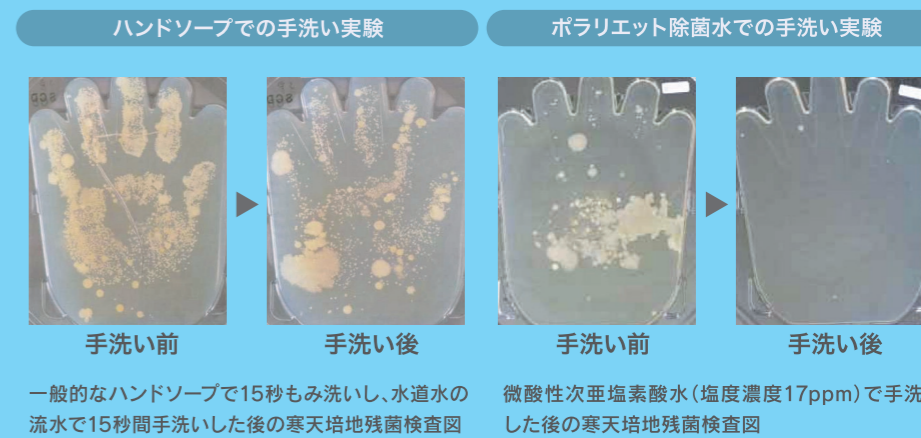 ハンドソープでの手洗い実験
ポラリエット除菌水での手洗い実験
手洗い前
手洗い後
手洗い前
手洗い後
一般的なハンドソープで15秒もみ洗いし、水道水の
流水で15秒間手洗いした後の寒天培地残菌検査図
微酸性次亜塩素酸水（塩度濃度17ppm）で手洗
した後の寒天培地残菌検査図